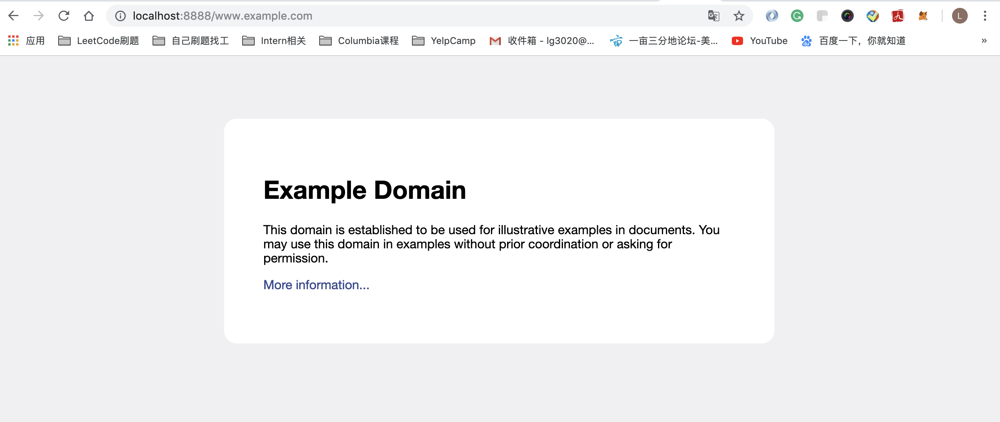 localhost:8888/www.example.com
L
应用 LeetCode刷题 自己刷题找工 Intern相关 Columbia课程 YelpCamp 收件箱 - lg3020@... 一亩三分地论坛-美... YouTube 百度一下，你就知道 »
Example Domain
This domain is established to be used for illustrative examples in documents. You
may use this domain in examples without prior coordination or asking for
permission.
More information...